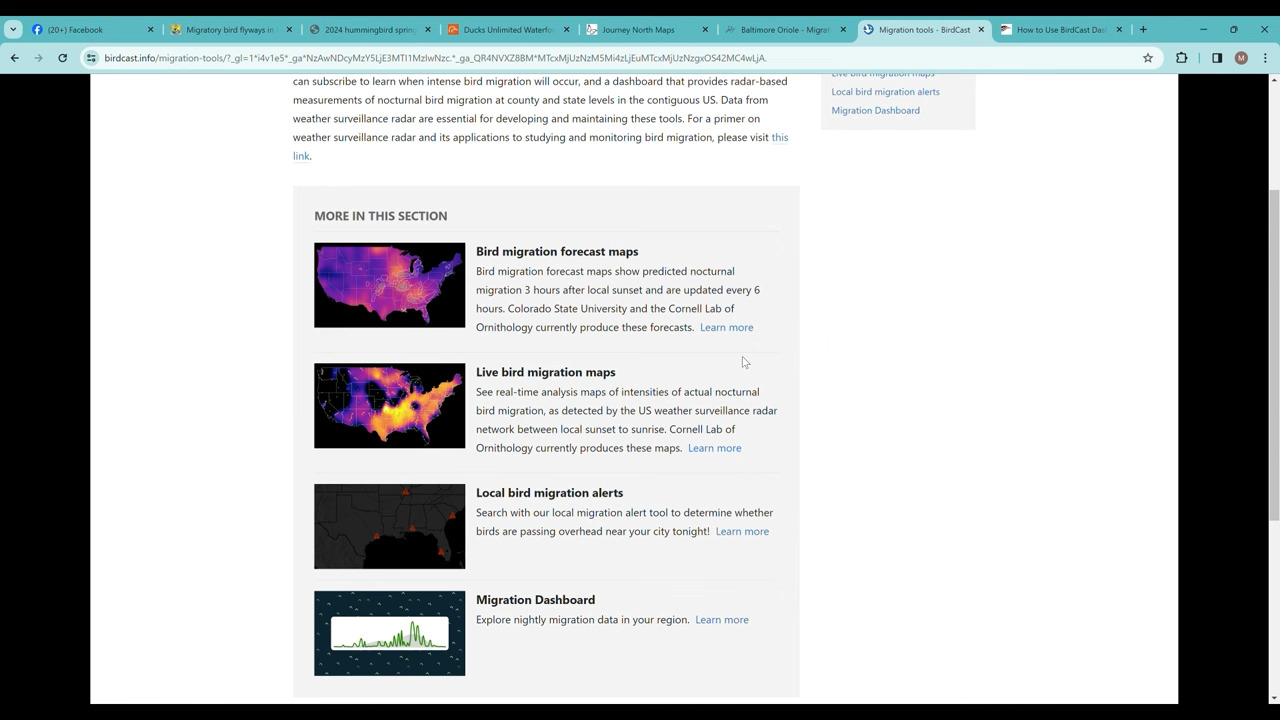 (20+) Facebook
Migratory bird flyways in
2024 hummingbird spring
Ducks Unlimited Waterfo
Journey North Maps
Baltimore Oriole - Migrat
Migration tools - BirdCast
How to Use BirdCast Das
birdcast.info/migration-tools/?_gl=1*i4v1e5*_ga*NzAwNDcyMzY5LjE3MTI1MzIwNzc.*_ga_QR4NVXZ8BM*MTcxMjUzNzM5Mi4zLjEuMTcxMjUzNzgxOS42MC4wLjA.
M
can subscribe to learn when intense bird migration will occur, and a dashboard that provides radar-based
measurements of nocturnal bird migration at county and state levels in the contiguous US. Data from
weather surveillance radar are essential for developing and maintaining these tools. For a primer on
weather surveillance radar and its applications to studying and monitoring bird migration, please visit this
link.
Live bird migration maps
Local bird migration alerts
Migration Dashboard
MORE IN THIS SECTION
Bird migration forecast maps
Bird migration forecast maps show predicted nocturnal
migration 3 hours after local sunset and are updated every 6
hours. Colorado State University and the Cornell Lab of
Ornithology currently produce these forecasts. Learn more
Live bird migration maps
See real-time analysis maps of intensities of actual nocturnal
bird migration, as detected by the US weather surveillance radar
network between local sunset to sunrise. Cornell Lab of
Ornithology currently produces these maps. Learn more
Local bird migration alerts
Search with our local migration alert tool to determine whether
birds are passing overhead near your city tonight! Learn more
Migration Dashboard
Explore nightly migration data in your region. Learn more